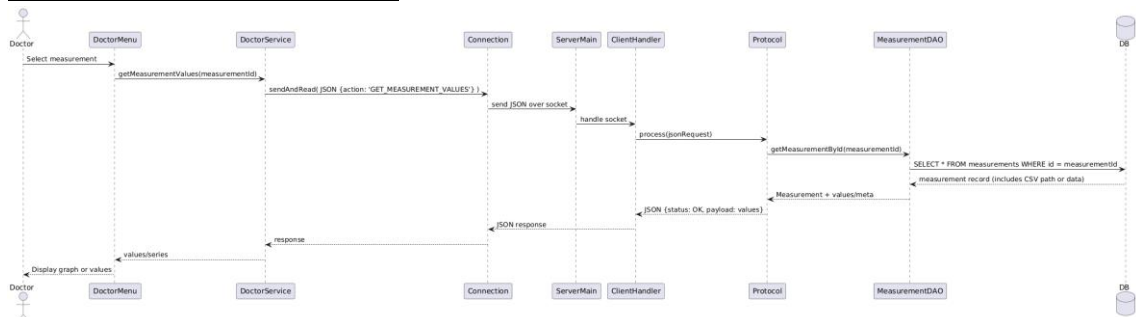 Doctor
DoctorMenu
DoctorService
Connection
ServerMain
ClientHandler
Protocol
MeasurementDAO
DB
Select measurement
getMeasurementValues(measurementId)
sendAndRead( JSON {action: 'GET_MEASUREMENT_VALUES'} )
send JSON over socket
handle socket
process(jsonRequest)
getMeasurementById(measurementId)
SELECT * FROM measurements WHERE id = measurementId
measurement record (includes CSV path or data)
Measurement + values/meta
JSON {status: OK, payload: values}
JSON response
response
values/series
Display graph or values
Doctor
DoctorMenu
DoctorService
Connection
ServerMain
ClientHandler
Protocol
MeasurementDAO
DB